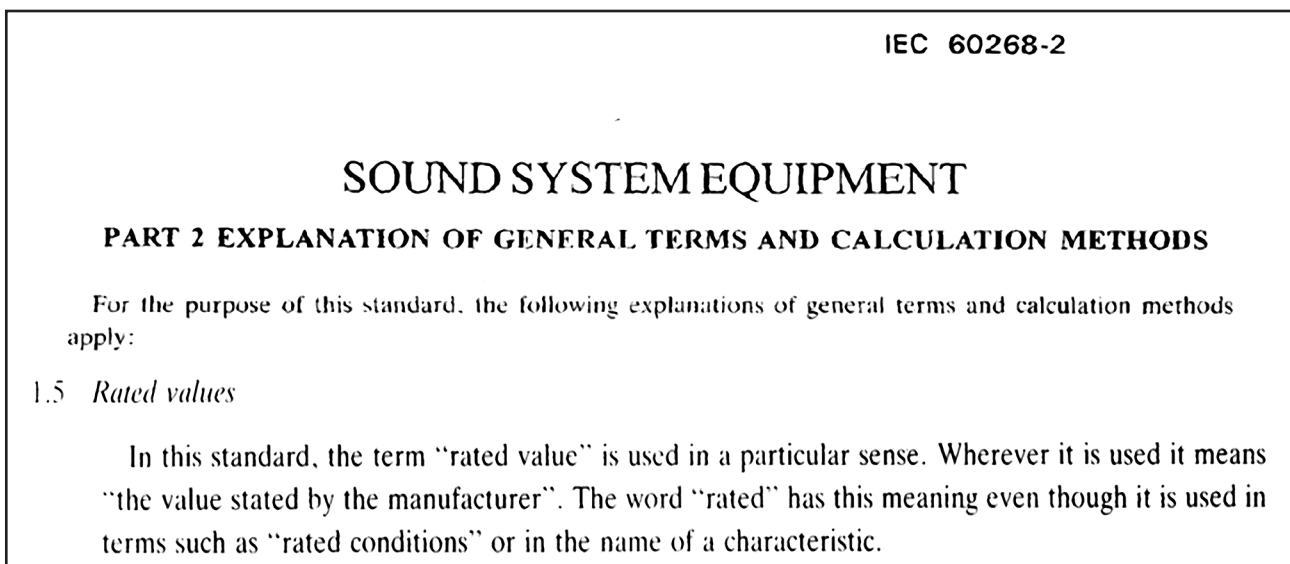 IEC 60268-2
SOUND SYSTEM EQUIPMENT
PART 2 EXPLANATION OF GENERAL TERMS AND CALCULATION METHODS
For the purpose of this standard, the following explanations of general terms and calculation methods
apply:
1.5 Rated values
In this standard, the term “rated value” is used in a particular sense. Wherever it is used it means
“the value stated by the manufacturer”. The word “rated” has this meaning even though it is used in
terms such as “rated conditions” or in the name of a characteristic.